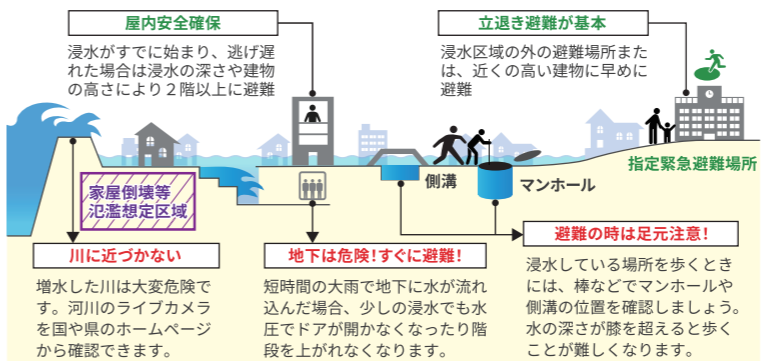 屋内安全確保
浸水がすでに始まり、逃げ遅
れた場合は浸水の深さや建物
の高さにより２階以上に避難
立退き避難が基本
浸水区域の外の避難場所また
は、近くの高い建物に早めに
避難
指定緊急避難場所
家屋倒壊等
氾濫想定区域
側溝
マンホール
川に近づかない
増水した川は大変危険で
す。河川のライブカメラ
を国や県のホームページ
から確認できます。
地下は危険！すぐに避難！
短時間の大雨で地下に水が流れ
込んだ場合、少しの浸水でも水
圧でドアが開かなくなったり階
段を上がれなくなります。
避難の時は足元注意！
浸水している場所を歩くとき
には、棒などでマンホールや
側溝の位置を確認しましょう。
水の深さが膝を超えると歩く
ことが難しくなります。